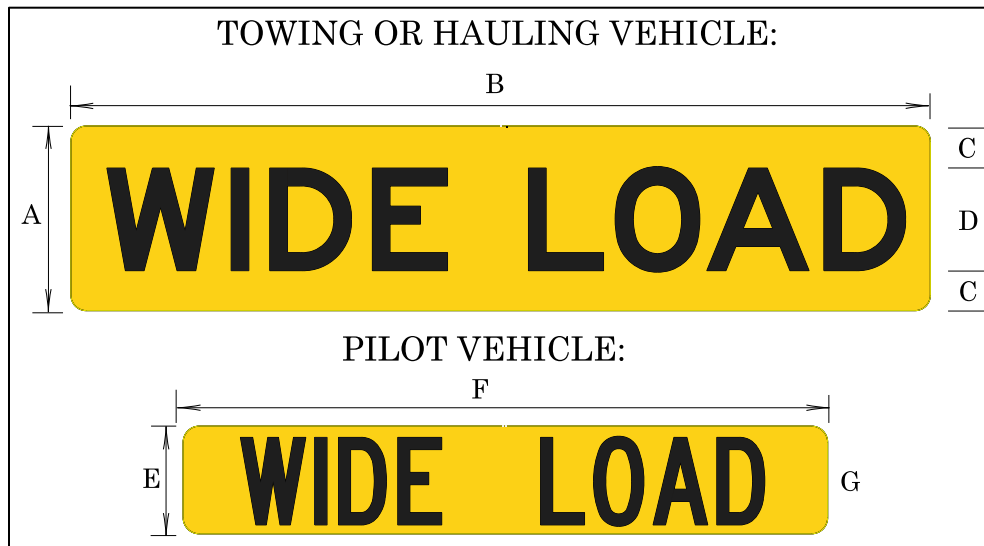 TOWING OR HAULING VEHICLE:
B
A
WIDE LOAD
C
D
C
PILOT VEHICLE:
F
E
WIDE LOAD
G